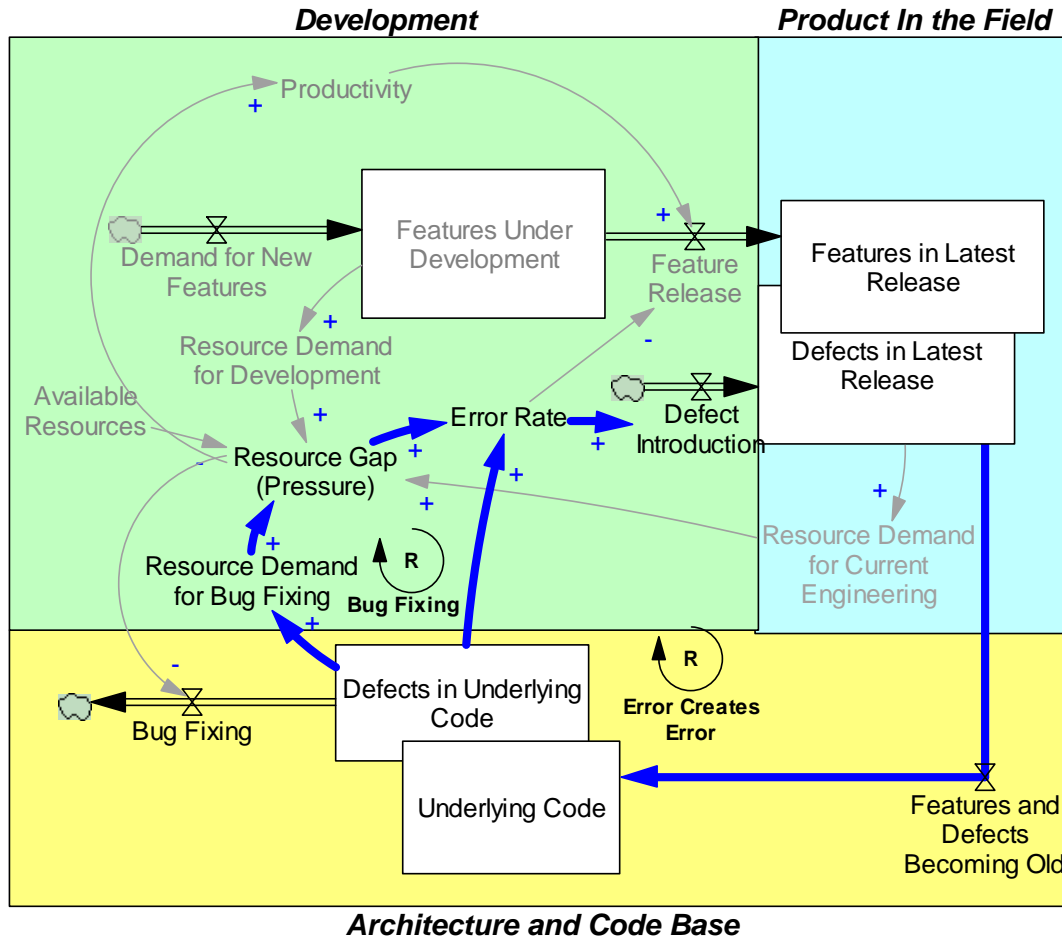 Development
Product In the Field
Productivity
+
Features Under
Development
+
Demand for New
Features
Feature
Release
Features in Latest
Release
+
Resource Demand
for Development
-
Defects in Latest
Release
Available
Resources
+
Error Rate
Defect
Introduction
+
+
-
Resource Gap
(Pressure)
+
+
+
Resource Demand
for Current
Engineering
+
Resource Demand
for Bug Fixing
R
Bug Fixing
+
R
Error Creates
Error
-
Defects in Underlying
Code
Bug Fixing
Underlying Code
Features and
Defects
Becoming Old
Architecture and Code Base